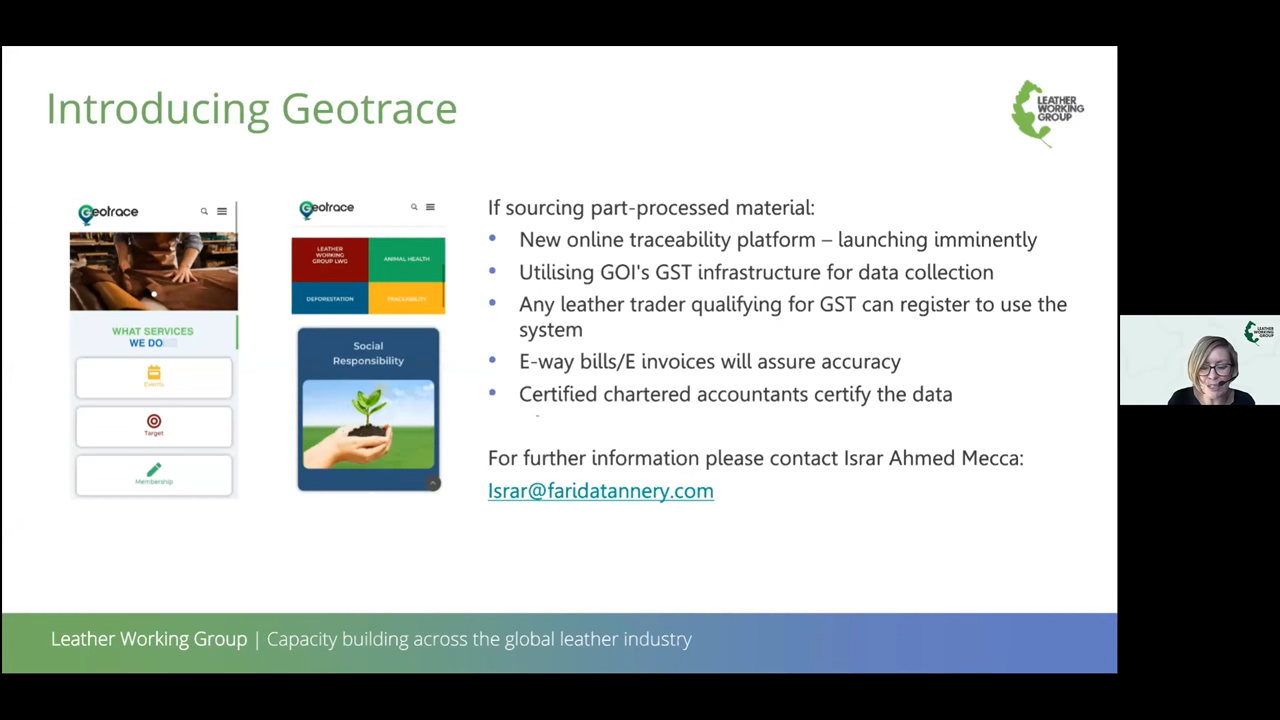 Introducing Geotrace
LEATHER
WORKING
GROUP
Geotrace
WHAT SERVICES
WE DO
Events
Target
Membership
Geotrace
LEATHER
WORKING
GROUP LWG
ANIMAL HEALTH
DEFORESTATION
TRACEABILITY
Social
Responsibility
If sourcing part-processed material:
• New online traceability platform – launching imminently
• Utilising GOI's GST infrastructure for data collection
• Any leather trader qualifying for GST can register to use the
system
• E-way bills/E invoices will assure accuracy
• Certified chartered accountants certify the data
For further information please contact Israr Ahmed Mecca:
Israr@faridatannery.com
LEATHER
WORKING
GROUP
Leather Working Group | Capacity building across the global leather industry